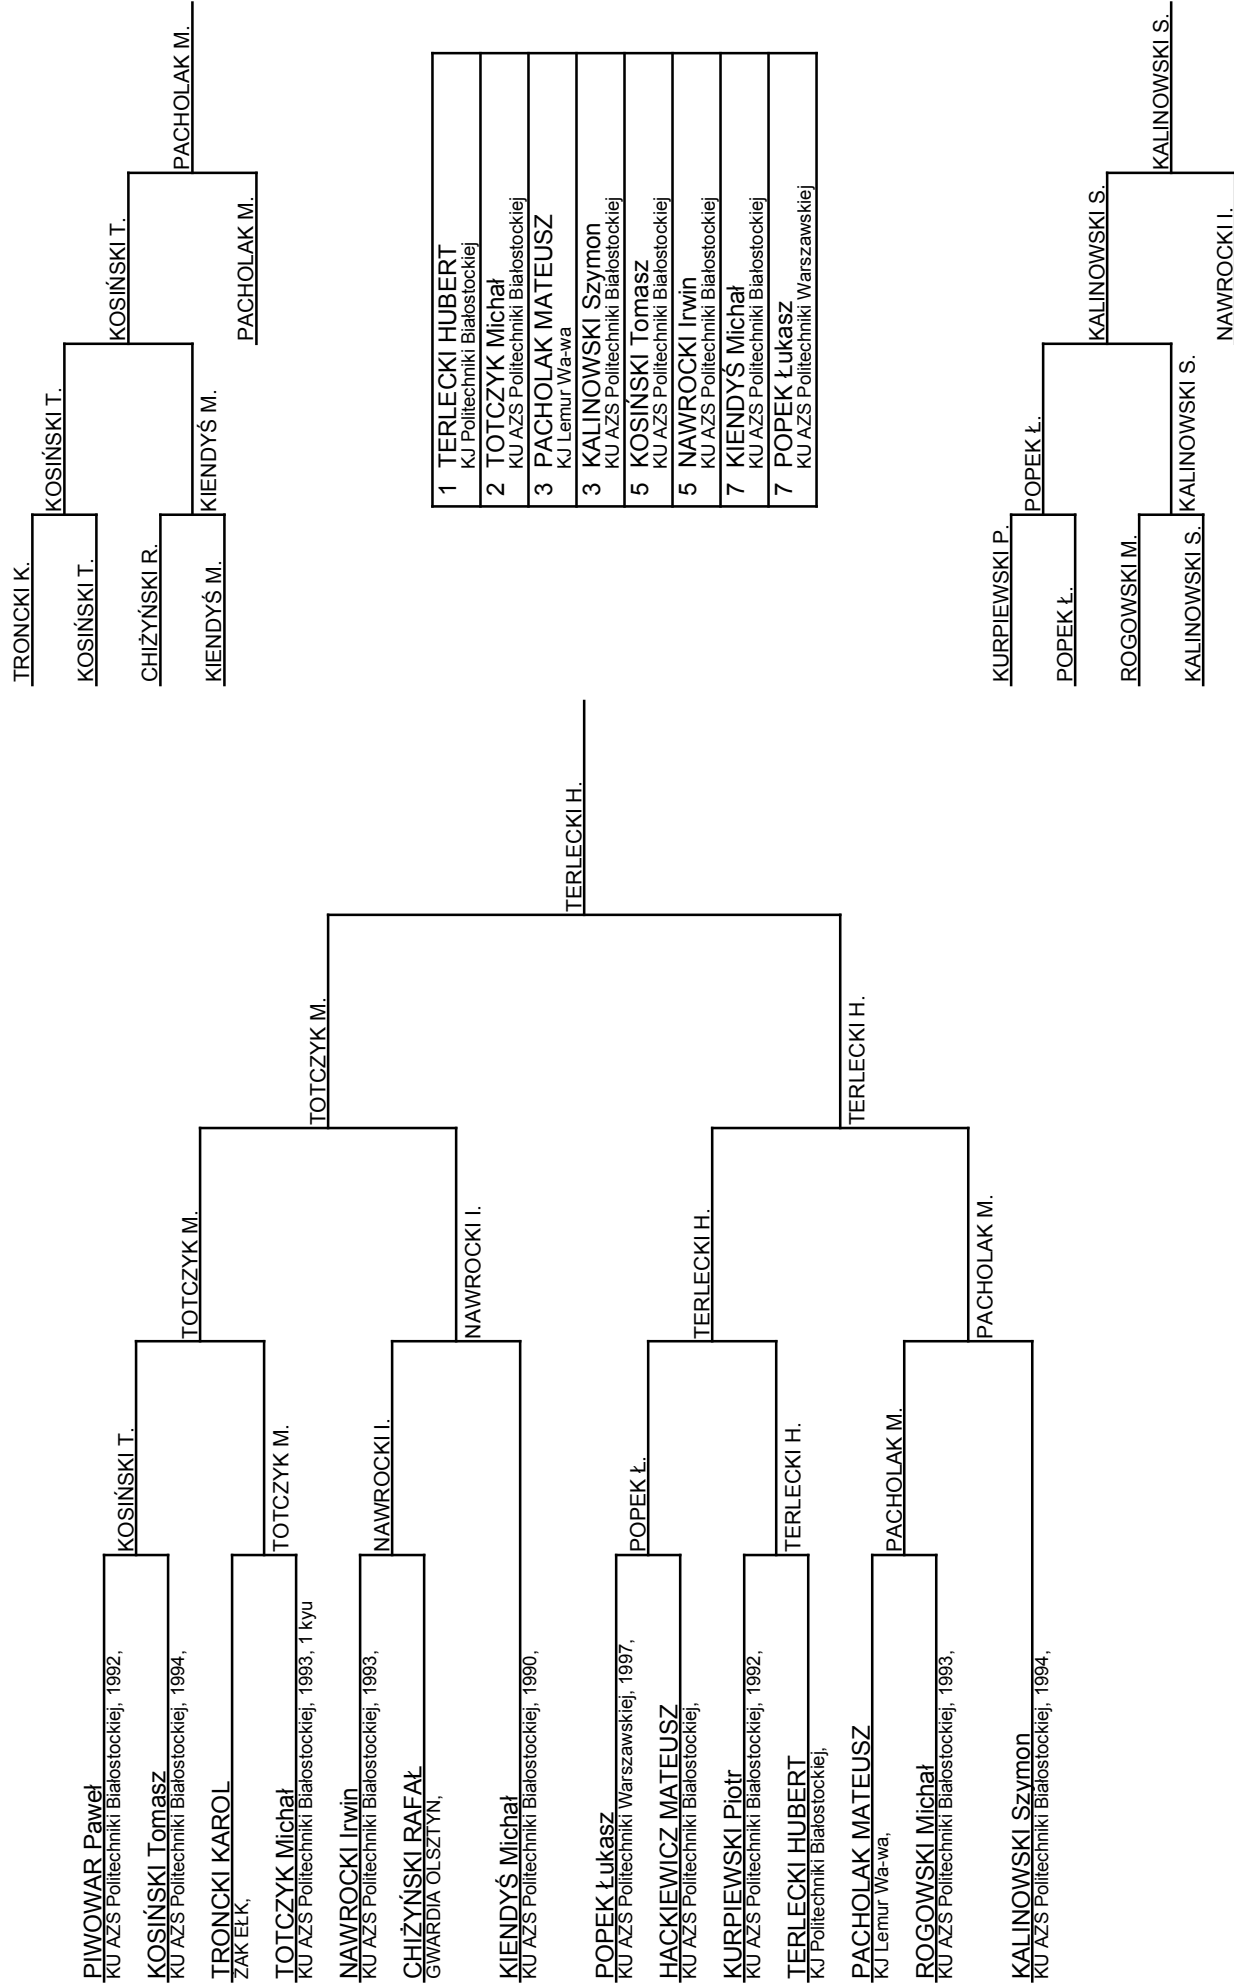 PIWOWAR Paweł
KU AZS Politechniki Białostockiej, 1992,
KOSIŃSKI Tomasz
KU AZS Politechniki Białostockiej, 1994,
TRONCKI KAROL
ŻAK EŁK,
TOTCZYK Michał
KU AZS Politechniki Białostockiej, 1993, 1 kyu
NAWROCKI Irwin
KU AZS Politechniki Białostockiej, 1993,
CHIŻYŃSKI RAFAŁ
GWARDIA OLSZTYN,
KIENDYŚ Michał
KU AZS Politechniki Białostockiej, 1990,
POPEK Łukasz
KU AZS Politechniki Warszawskiej, 1997,
HACKIEWICZ MATEUSZ
KU AZS Politechniki Białostockiej,
KURPIEWSKI Piotr
KU AZS Politechniki Białostockiej, 1992,
TERLECKI HUBERT
KJ Politechniki Białostockiej,
PACHOLAK MATEUSZ
KJ Lemur Wa-wa,
ROGOWSKI Michał
KU AZS Politechniki Białostockiej, 1993,
KALINOWSKI Szymon
KU AZS Politechniki Białostockiej, 1994,
KOSIŃSKI T.
TOTCZYK M.
NAWROCKI I.
POPEK Ł.
TERLECKI H.
PACHOLAK M.
TOTCZYK M.
NAWROCKI I.
TERLECKI H.
PACHOLAK M.
TOTCZYK M.
TERLECKI H.
TERLECKI H.
TRONCKI K.
KOSIŃSKI T.
CHIŻYŃSKI R.
KIENDYŚ M.
KOSIŃSKI T.
KIENDYŚ M.
KOSIŃSKI T.
PACHOLAK M.
PACHOLAK M.
1 TERLECKI HUBERT
KJ Politechniki Białostockiej
2 TOTCZYK Michał
KU AZS Politechniki Białostockiej
3 PACHOLAK MATEUSZ
KJ Lemur Wa-wa
3 KALINOWSKI Szymon
KU AZS Politechniki Białostockiej
5 KOSIŃSKI Tomasz
KU AZS Politechniki Białostockiej
5 NAWROCKI Irwin
KU AZS Politechniki Białostockiej
7 KIENDYŚ Michał
KU AZS Politechniki Białostockiej
7 POPEK Łukasz
KU AZS Politechniki Warszawskiej
KURPIEWSKI P.
POPEK Ł.
ROGOWSKI M.
KALINOWSKI S.
POPEK Ł.
KALINOWSKI S.
KALINOWSKI S.
NAWROCKI I.
KALINOWSKI S.